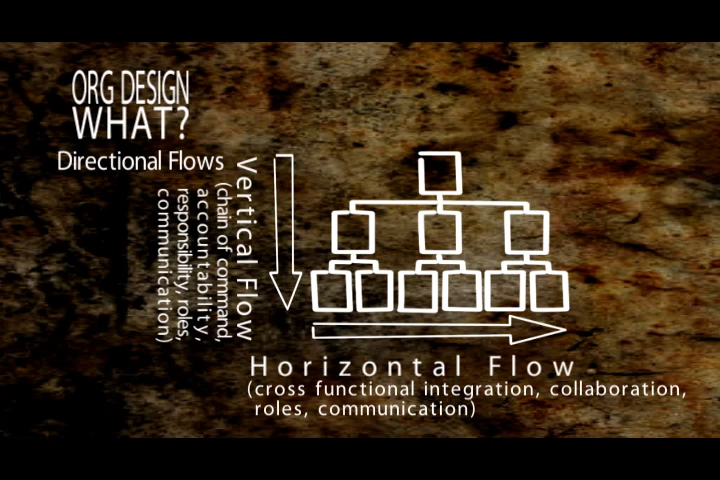 ORG DESIGN
WHAT?
Directional Flows
Vertical Flow
(chain of command,
accountability,
responsibility, roles,
communication)
Horizontal Flow
(cross functional integration, collaboration,
roles, communication)